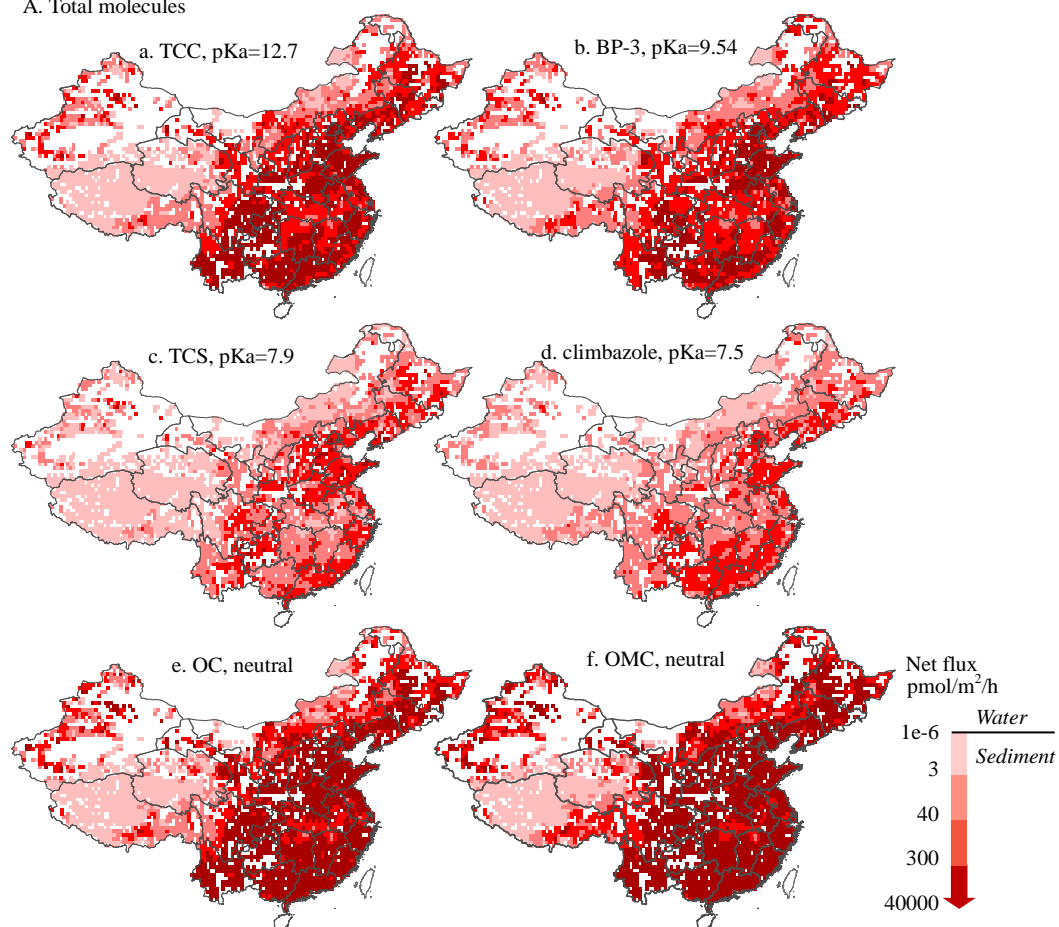 A. Total molecules
a. TCC, pKa=12.7
b. BP-3, pKa=9.54
c. TCS, pKa=7.9
d. climbazole, pKa=7.5
e. OC, neutral
f. OMC, neutral
Net flux
pmol/m²/h
Water
1e-6
Sediment
3
40
300
40000